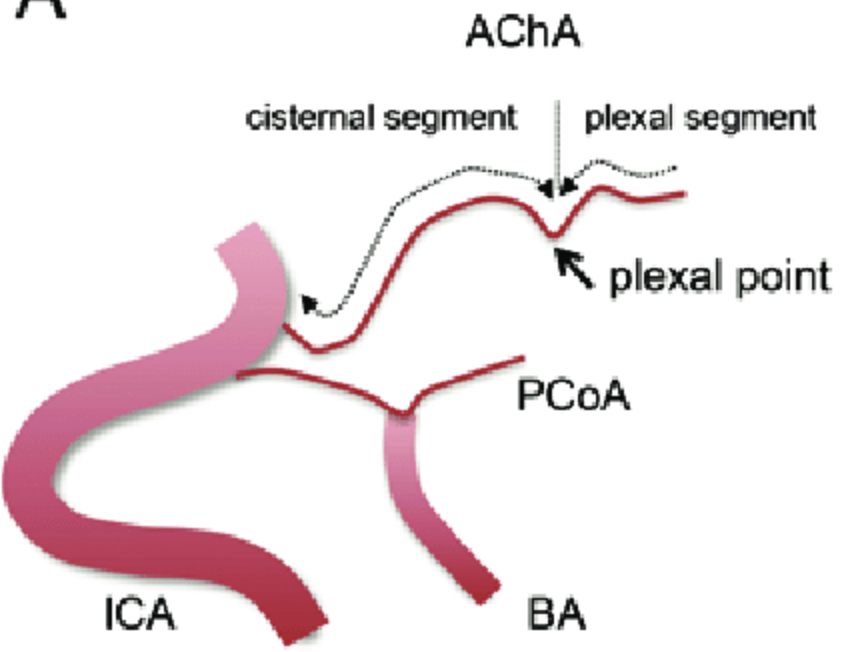 A
AChA
cisternal segment
plexal segment
plexal point
PCoA
ICA
BA